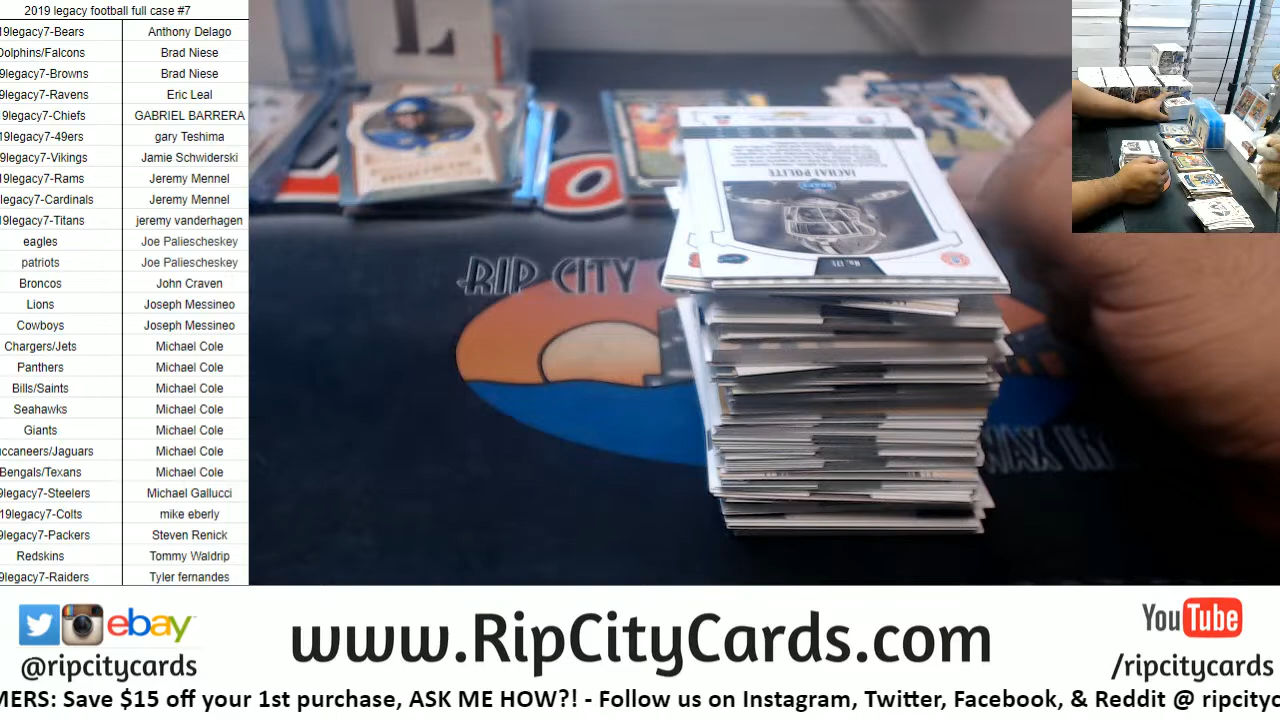 2019 legacy football full case #7
19legacy7-Bears Anthony Delago
Dolphins/Falcons Brad Niese
9legacy7-Browns Brad Niese
9legacy7-Ravens Eric Leal
9legacy7-Chiefs GABRIEL BARRERA
19legacy7-49ers gary Teshima
9legacy7-Vikings Jamie Schwiderski
19legacy7-Rams Jeremy Mennel
legacy7-Cardinals Jeremy Mennel
19legacy7-Titans jeremy vanderhagen
eagles Joe Paliescheskey
patriots Joe Paliescheskey
Broncos John Craven
Lions Joseph Messineo
Cowboys Joseph Messineo
Chargers/Jets Michael Cole
Panthers Michael Cole
Bills/Saints Michael Cole
Seahawks Michael Cole
Giants Michael Cole
uccaneers/Jaguars Michael Cole
Bengals/Texans Michael Cole
9legacy7-Steelers Michael Gallucci
19legacy7-Colts mike eberly
9legacy7-Packers Steven Renick
Redskins Tommy Waldrip
9legacy7-Raiders Tyler fernandes
L
JACHAI POLITE
RIP CITY
WAX
ebay
@ripcitycards
www.RipCityCards.com
YouTube
/ripcitycards
MERS: Save $15 off your 1st purchase, ASK ME HOW?! - Follow us on Instagram, Twitter, Facebook, & Reddit @ ripcityc